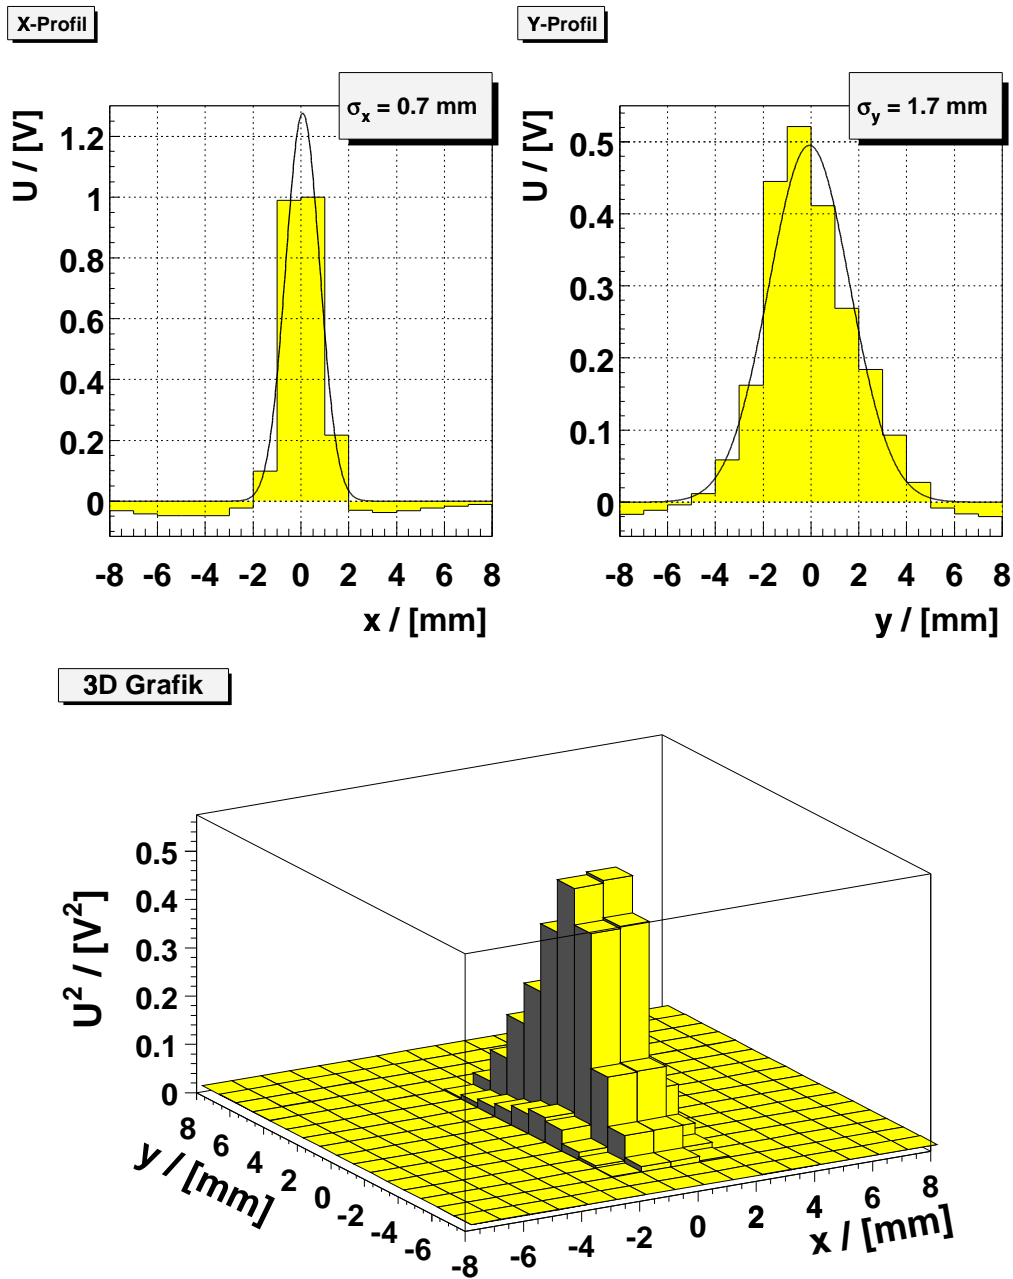 X-Profil
Y-Profil
σx = 0.7 mm
σy = 1.7 mm
U / [V]
1.2
1
0.8
0.6
0.4
0.2
0
-8 -6 -4 -2 0 2 4 6 8
x / [mm]
U / [V]
0.5
0.4
0.3
0.2
0.1
0
-8 -6 -4 -2 0 2 4 6 8
y / [mm]
3D Grafik
U² / [V²]
0.5
0.4
0.3
0.2
0.1
0
8 6 4 2 0 -2 -4 -6 -8
y / [mm]
-6 -4 -2 0 2 4 6 8
x / [mm]